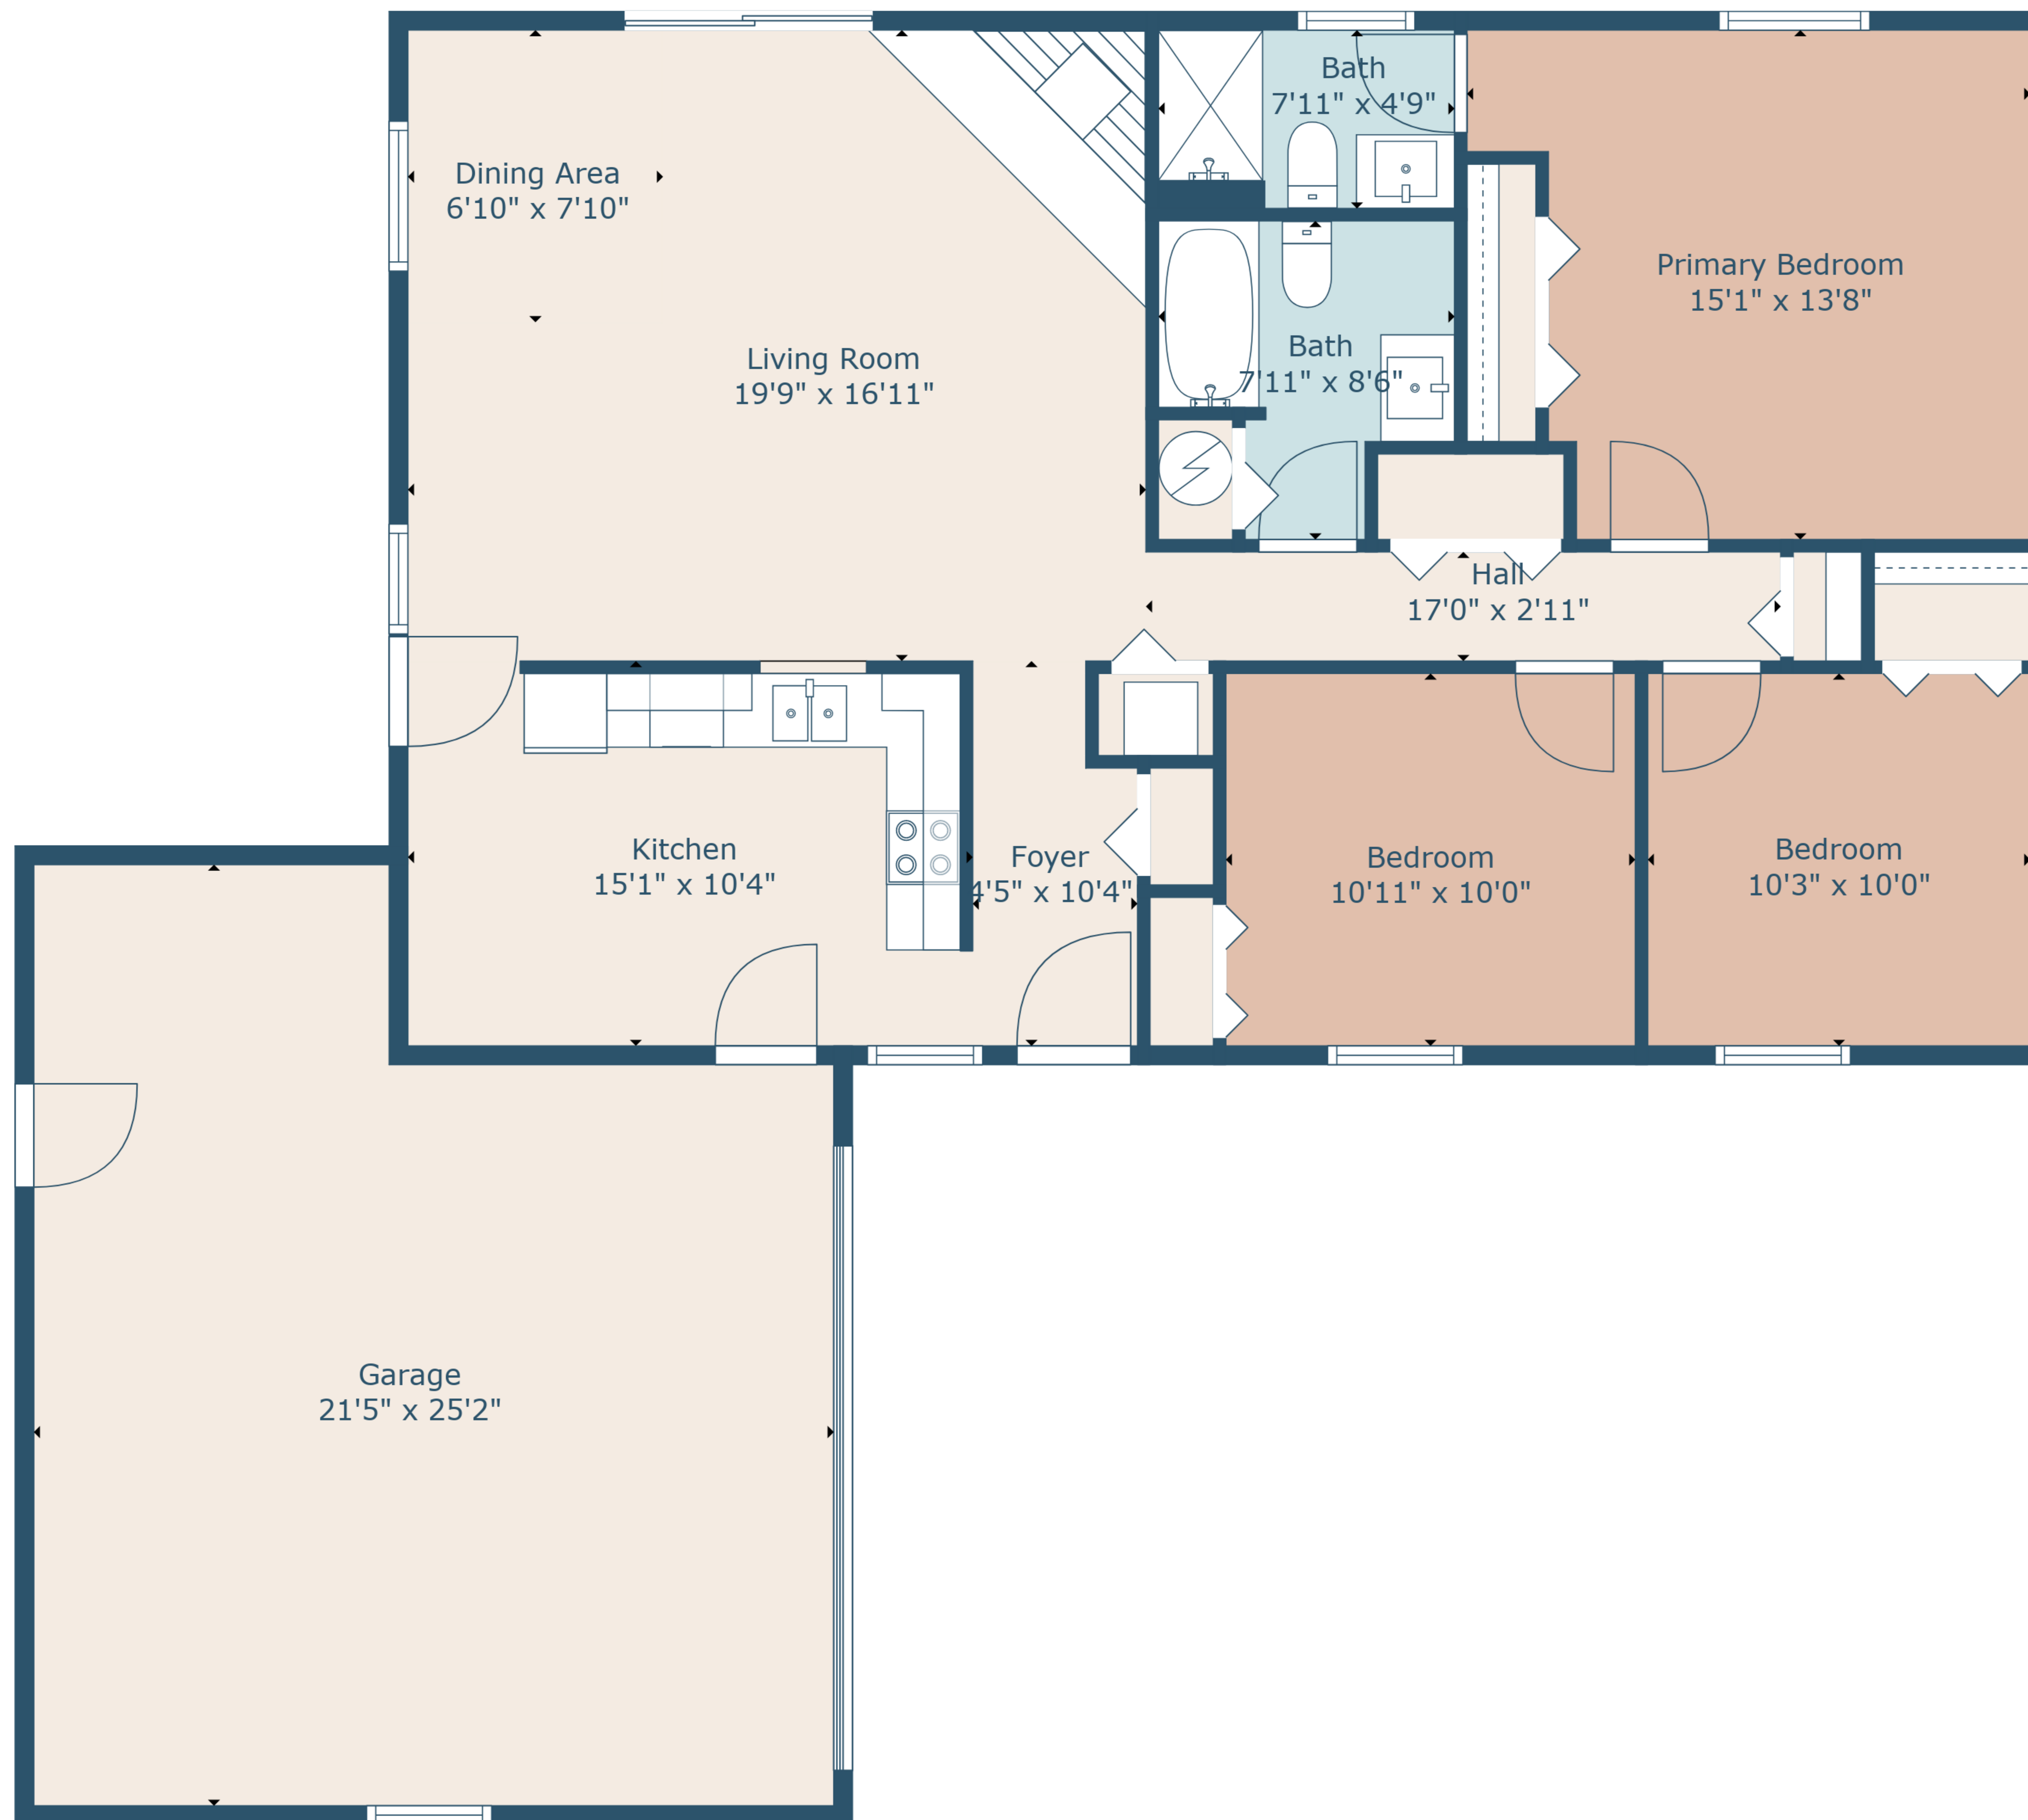 Bath
7'11" x 4'9"
Dining Area
6'10" x 7'10"
Primary Bedroom
15'1" x 13'8"
Living Room
19'9" x 16'11"
Bath
7'11" x 8'6"
Hall
17'0" x 2'11"
Kitchen
15'1" x 10'4"
Foyer
4'5" x 10'4"
Bedroom
10'11" x 10'0"
Bedroom
10'3" x 10'0"
Garage
21'5" x 25'2"